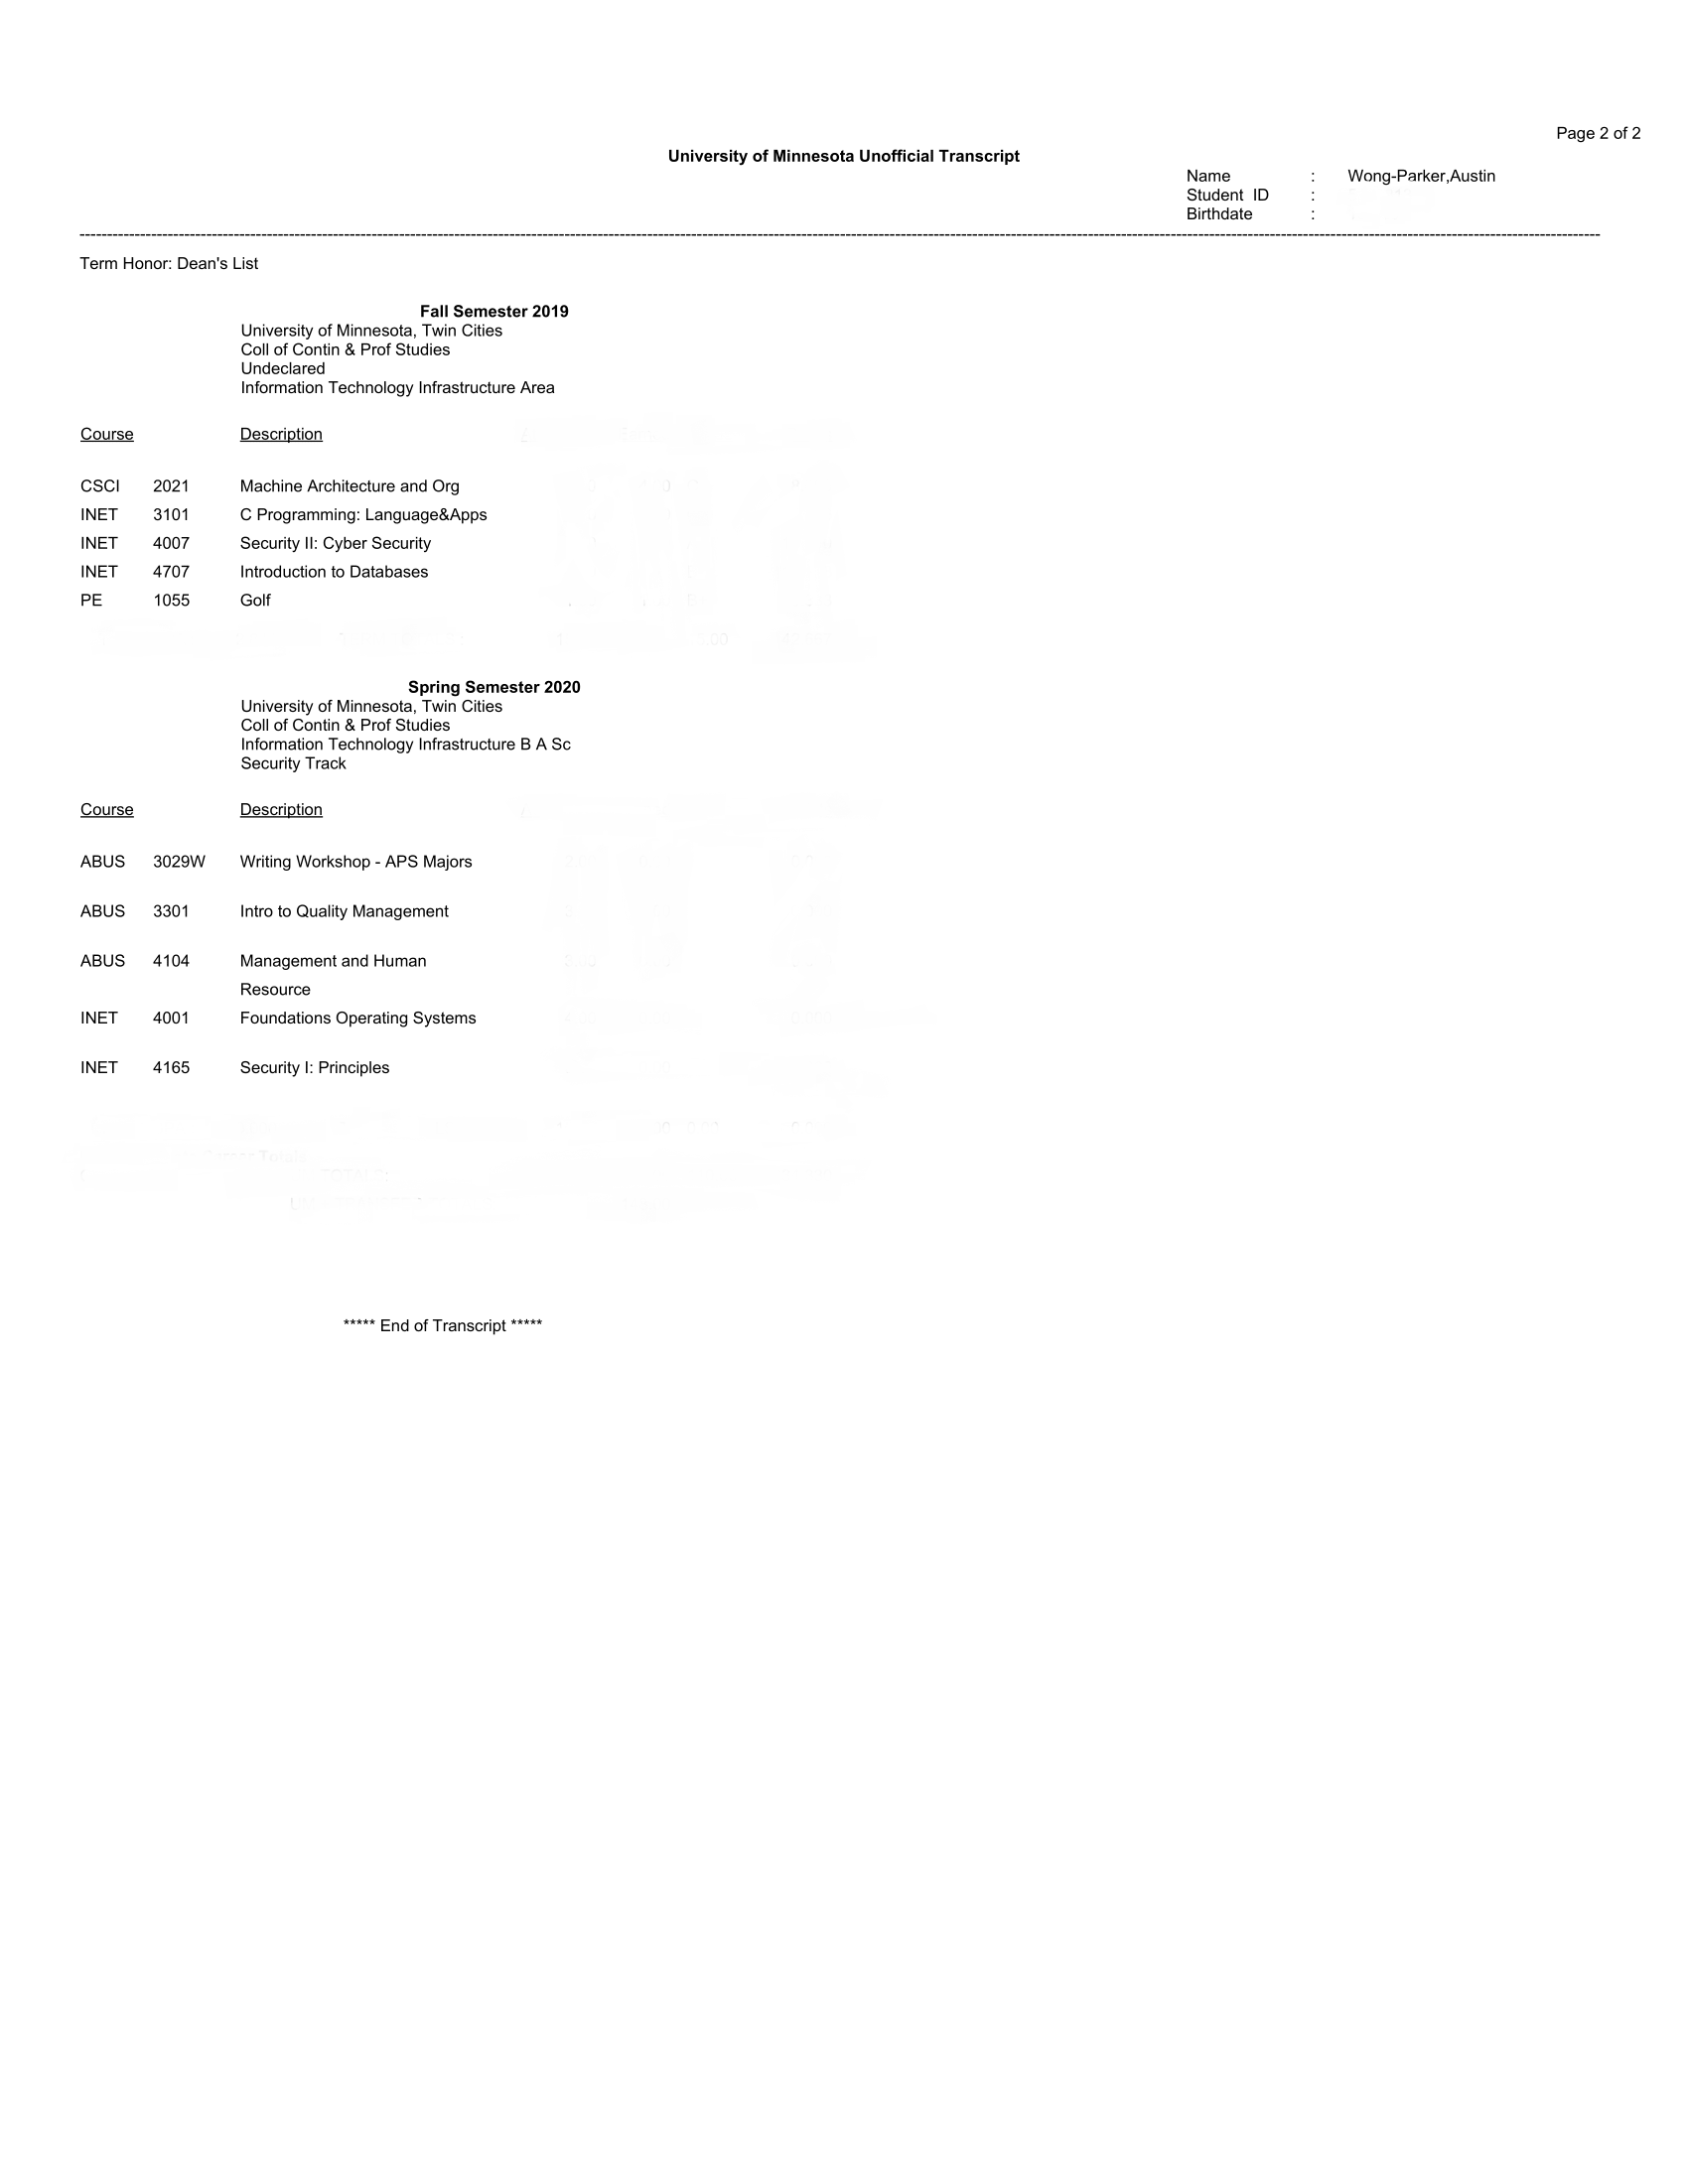 Page 2 of 2
University of Minnesota Unofficial Transcript
Name : Wong-Parker,Austin
Student ID :
Birthdate :
--------------------------------------------------------------------------------
Term Honor: Dean's List
Fall Semester 2019
University of Minnesota, Twin Cities
Coll of Contin & Prof Studies
Undeclared
Information Technology Infrastructure Area
Course Description
CSCI 2021 Machine Architecture and Org
INET 3101 C Programming: Language&Apps
INET 4007 Security II: Cyber Security
INET 4707 Introduction to Databases
PE 1055 Golf
Spring Semester 2020
University of Minnesota, Twin Cities
Coll of Contin & Prof Studies
Information Technology Infrastructure B A Sc
Security Track
Course Description
ABUS 3029W Writing Workshop - APS Majors
ABUS 3301 Intro to Quality Management
ABUS 4104 Management and Human
Resource
INET 4001 Foundations Operating Systems
INET 4165 Security I: Principles
***** End of Transcript *****